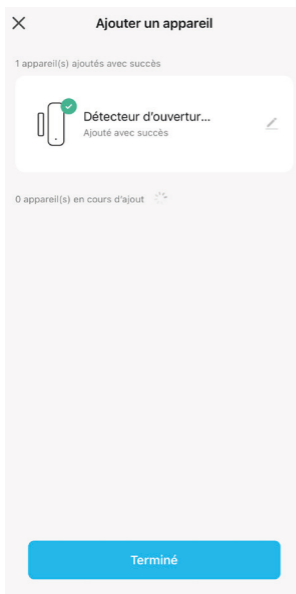 Ajouter un appareil
1 appareil(s) ajoutés avec succès
Détecteur d'ouvertur...
Ajouté avec succès
0 appareil(s) en cours d'ajout
Terminé